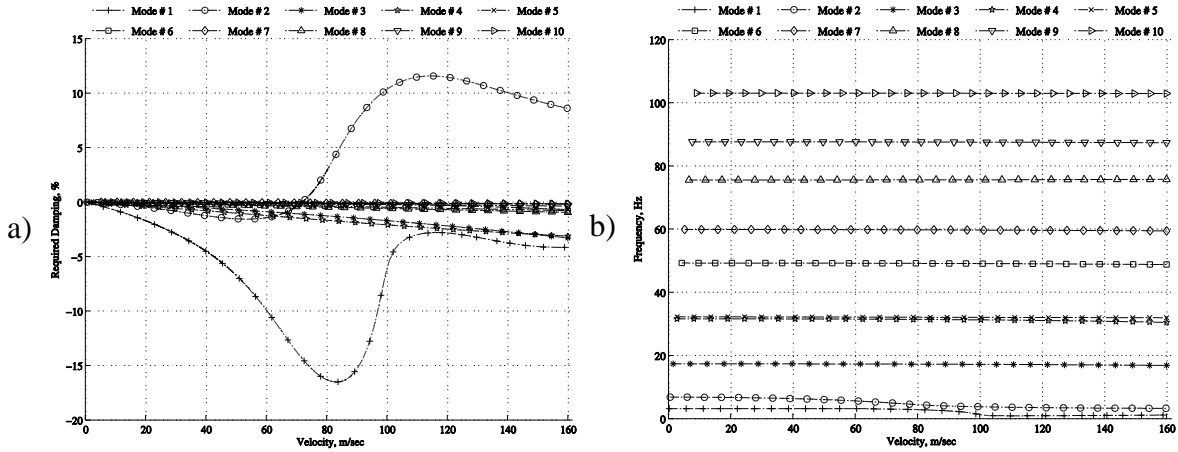 Mode # 1 Mode # 2 Mode # 3 Mode # 4 Mode # 5
Mode # 6 Mode # 7 Mode # 8 Mode # 9 Mode # 10
15
10
5
0
−5
−10
−15
−20
0 20 40 60 80 100 120 140 160
Required Damping, %
Velocity, m/sec
a)
Mode # 1 Mode # 2 Mode # 3 Mode # 4 Mode # 5
Mode # 6 Mode # 7 Mode # 8 Mode # 9 Mode # 10
120
100
80
60
40
20
0
0 20 40 60 80 100 120 140 160
Frequency, Hz
Velocity, m/sec
b)